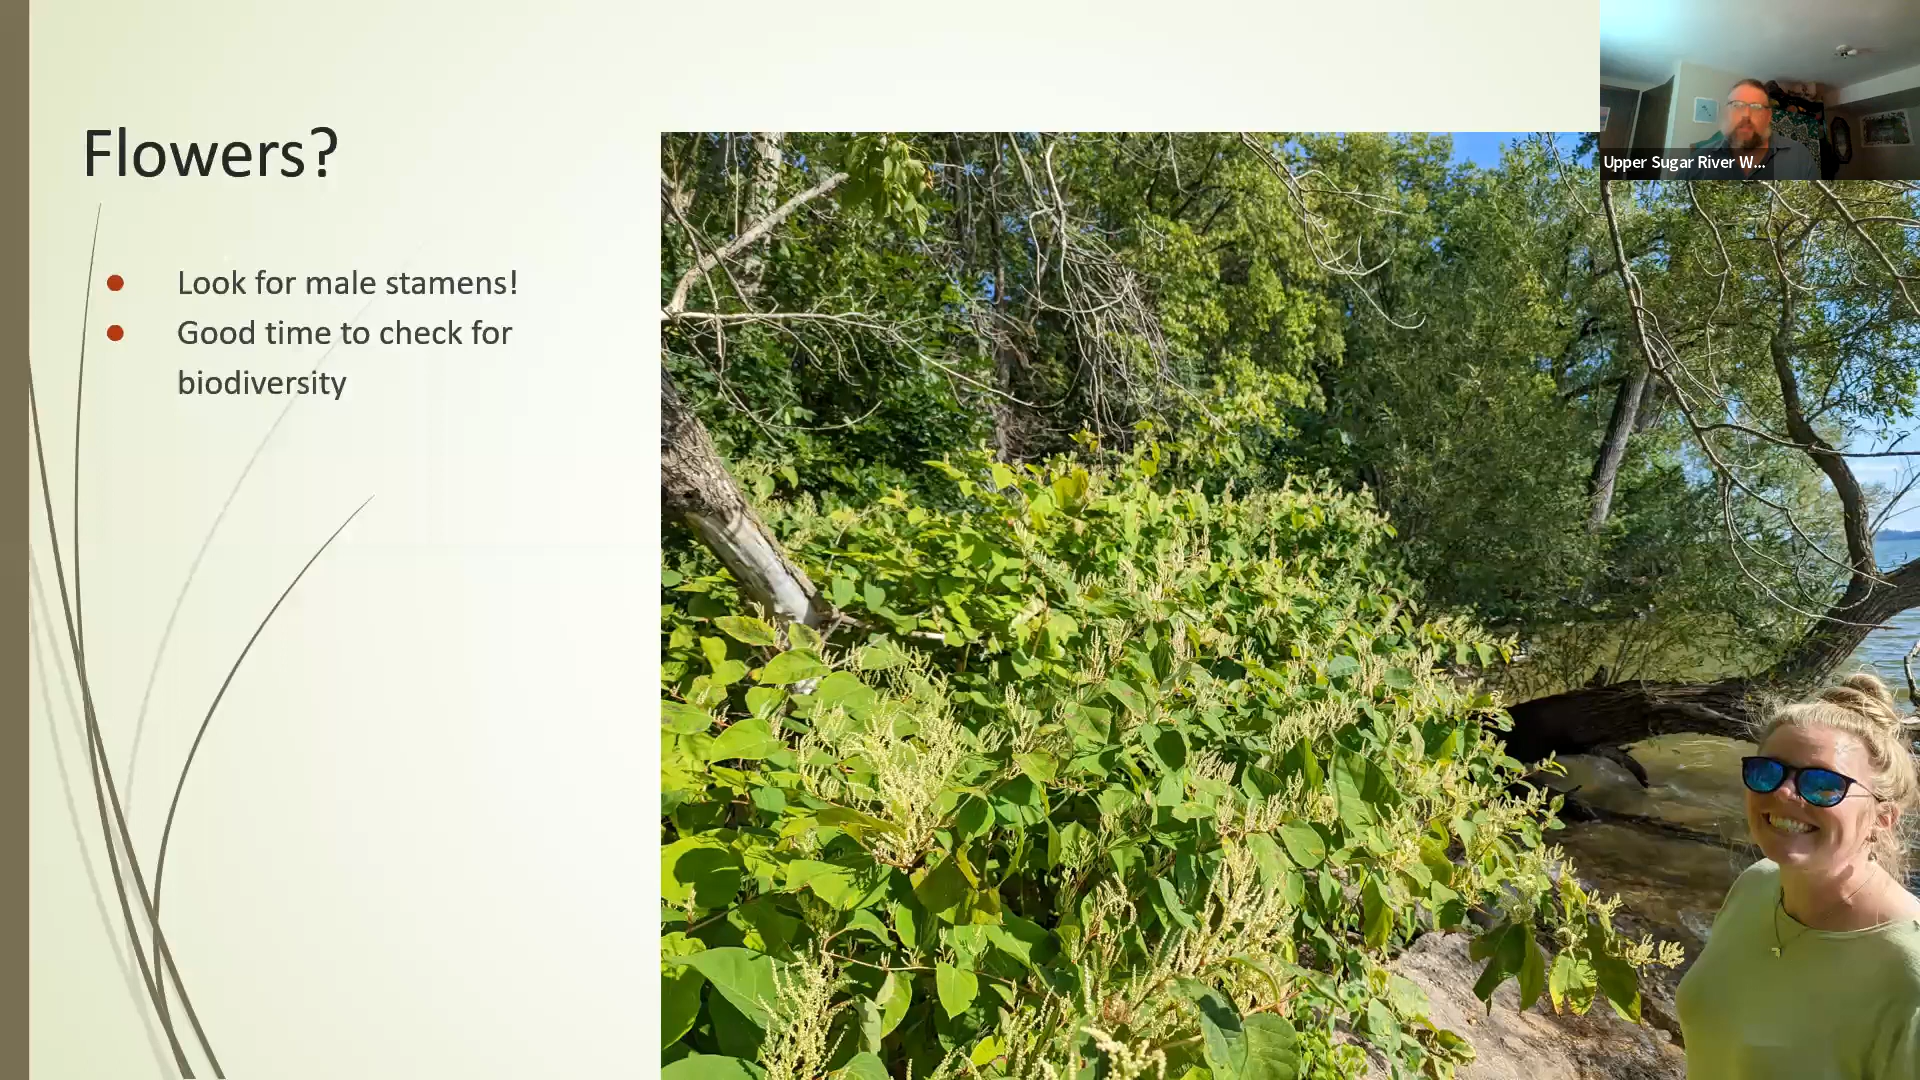 Flowers?
Look for male stamens!
Good time to check for
biodiversity
Upper Sugar River W...